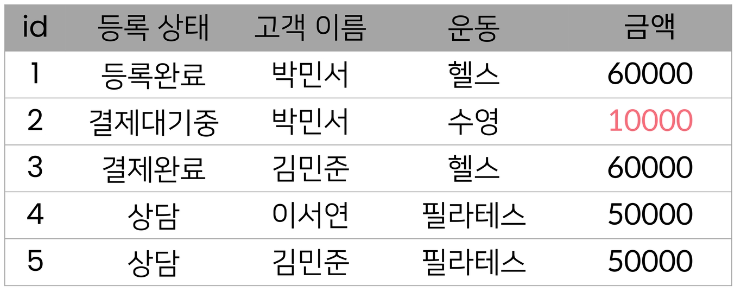 id 등록 상태 고객 이름 운동 금액
1 등록완료 박민서 헬스 60000
2 결제대기중 박민서 수영 10000
3 결제완료 김민준 헬스 60000
4 상담 이서연 필라테스 50000
5 상담 김민준 필라테스 50000